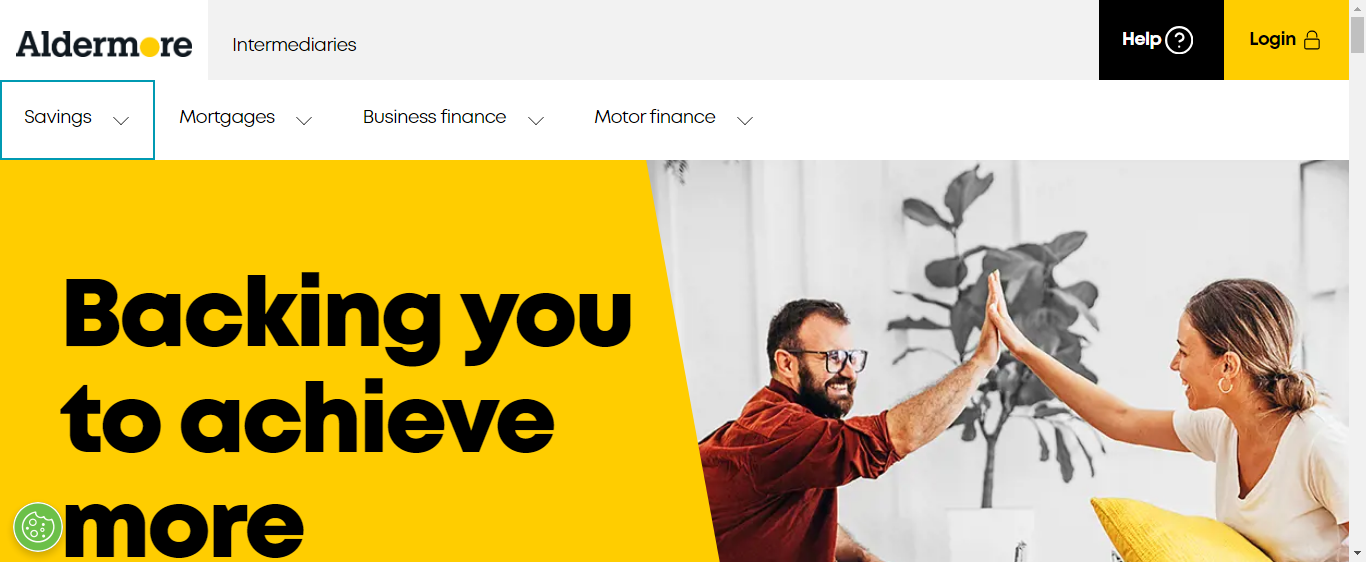 Aldermore
Intermediaries
Help
Login
Savings
Mortgages
Business finance
Motor finance
Backing you
to achieve
more